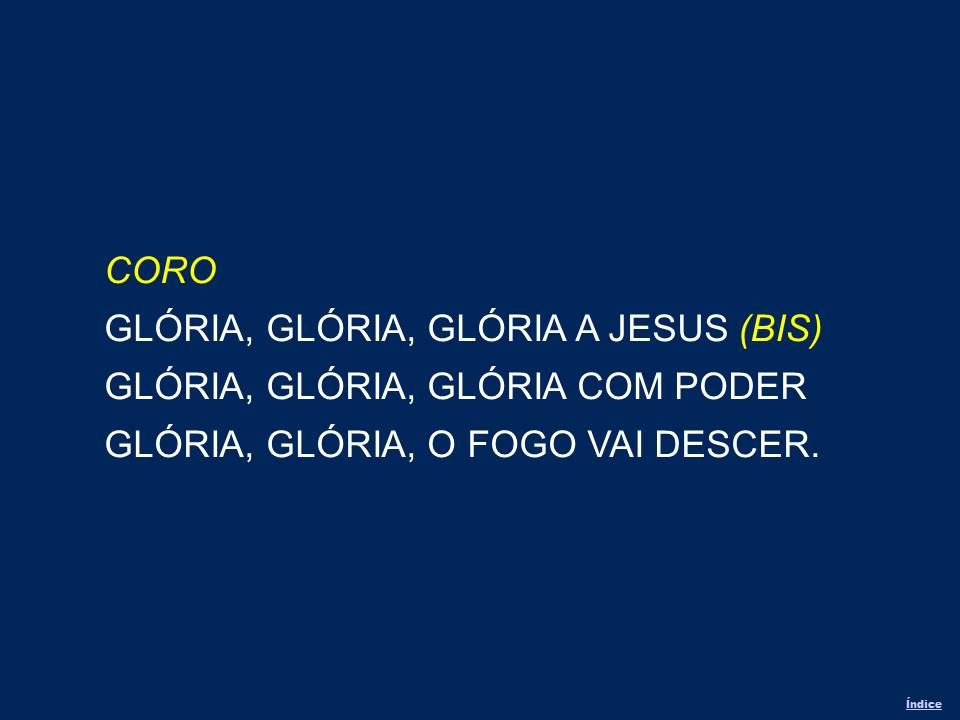 CORO
GLÓRIA, GLÓRIA, GLÓRIA A JESUS (BIS)
GLÓRIA, GLÓRIA, GLÓRIA COM PODER
GLÓRIA, GLÓRIA, O FOGO VAI DESCER.
Índice